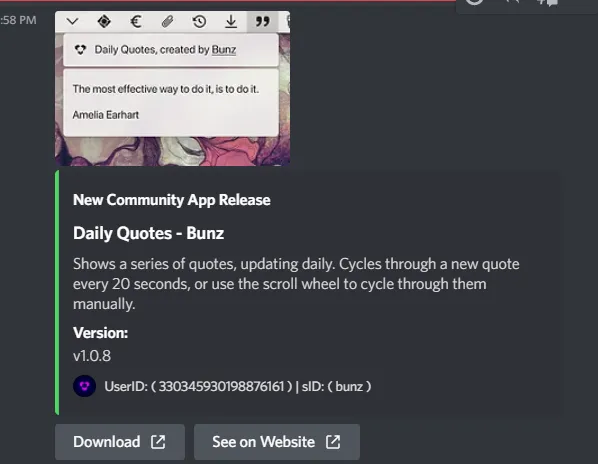 :58 PM
Daily Quotes, created by Bunz
The most effective way to do it, is to do it.
Amelia Earhart
New Community App Release
Daily Quotes - Bunz
Shows a series of quotes, updating daily. Cycles through a new quote
every 20 seconds, or use the scroll wheel to cycle through them
manually.
Version:
v1.0.8
UserID: ( 330345930198876161 ) | sID: ( bunz )
Download
See on Website